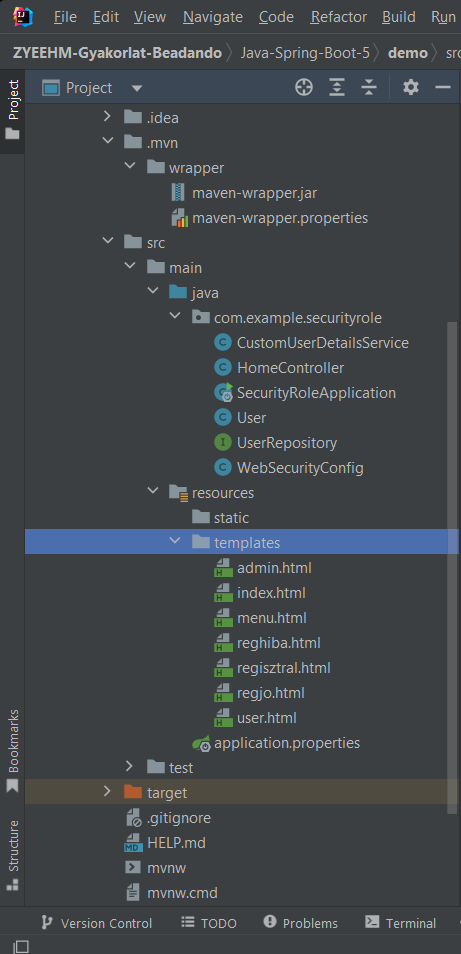 File Edit View Navigate Code Refactor Build Run
ZYEEHM-Gyakorlat-Beadando Java-Spring-Boot-5 demo src
Project
Project
.idea
.mvn
wrapper
maven-wrapper.jar
maven-wrapper.properties
src
main
java
com.example.securityrole
CustomUserDetailsService
HomeController
SecurityRoleApplication
User
UserRepository
WebSecurityConfig
resources
static
templates
admin.html
index.html
menu.html
reghiba.html
regisztral.html
regjo.html
user.html
application.properties
test
target
.gitignore
HELP.md
mvnw
mvnw.cmd
Bookmarks
Structure
Version Control TODO Problems Terminal